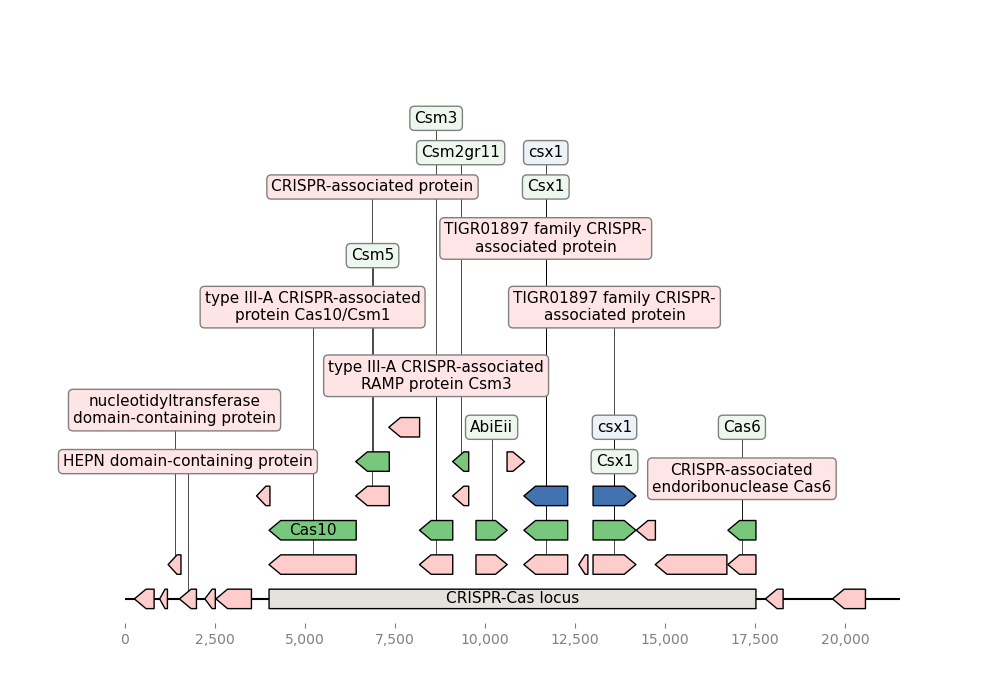 Csm3
Csm2gr11
csx1
CRISPR-associated protein
Csx1
TIGR01897 family CRISPR-
associated protein
Csm5
type III-A CRISPR-associated
protein Cas10/Csm1
TIGR01897 family CRISPR-
associated protein
type III-A CRISPR-associated
RAMP protein Csm3
nucleotidyltransferase
domain-containing protein
AbiEii
csx1
Cas6
HEPN domain-containing protein
Csx1
CRISPR-associated
endoribonuclease Cas6
Cas10
CRISPR-Cas locus
0
2,500
5,000
7,500
10,000
12,500
15,000
17,500
20,000